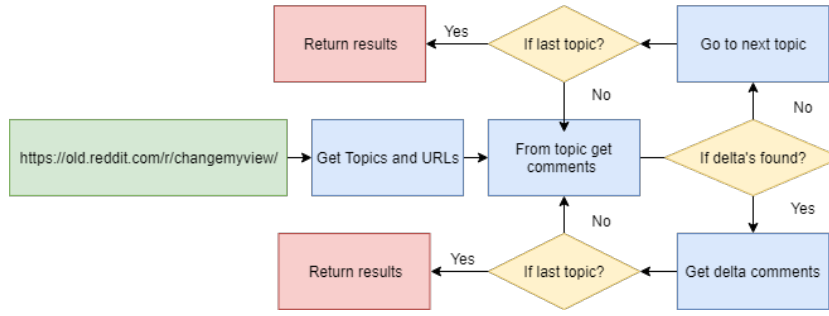 Return results
Yes
If last topic?
Go to next topic
No
No
https://old.reddit.com/r/changemyview/
Get Topics and URLs
From topic get
comments
If delta's found?
No
Yes
Return results
Yes
If last topic?
Get delta comments